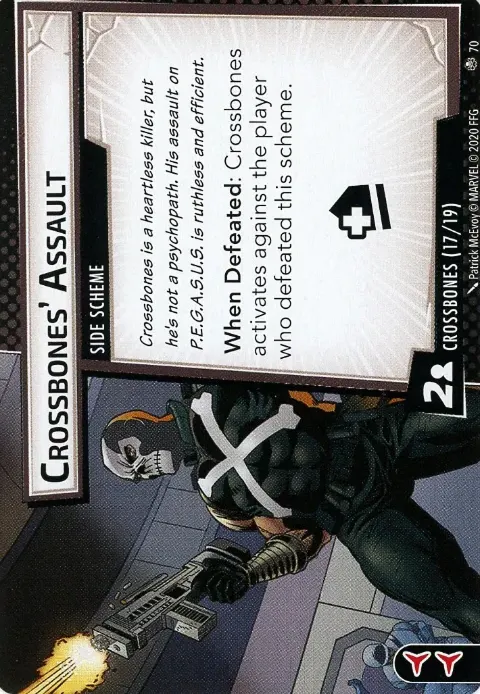 CROSSBONES' ASSAULT
SIDE SCHEME
Crossbones is a heartless killer, but
he's not a psychopath. His assault on
P.E.G.A.S.U.S. is ruthless and efficient.
When Defeated: Crossbones
activates against the player
who defeated this scheme.
2
CROSSBONES (17/19)
Patrick McEvoy © MARVEL © 2020 FFG
70